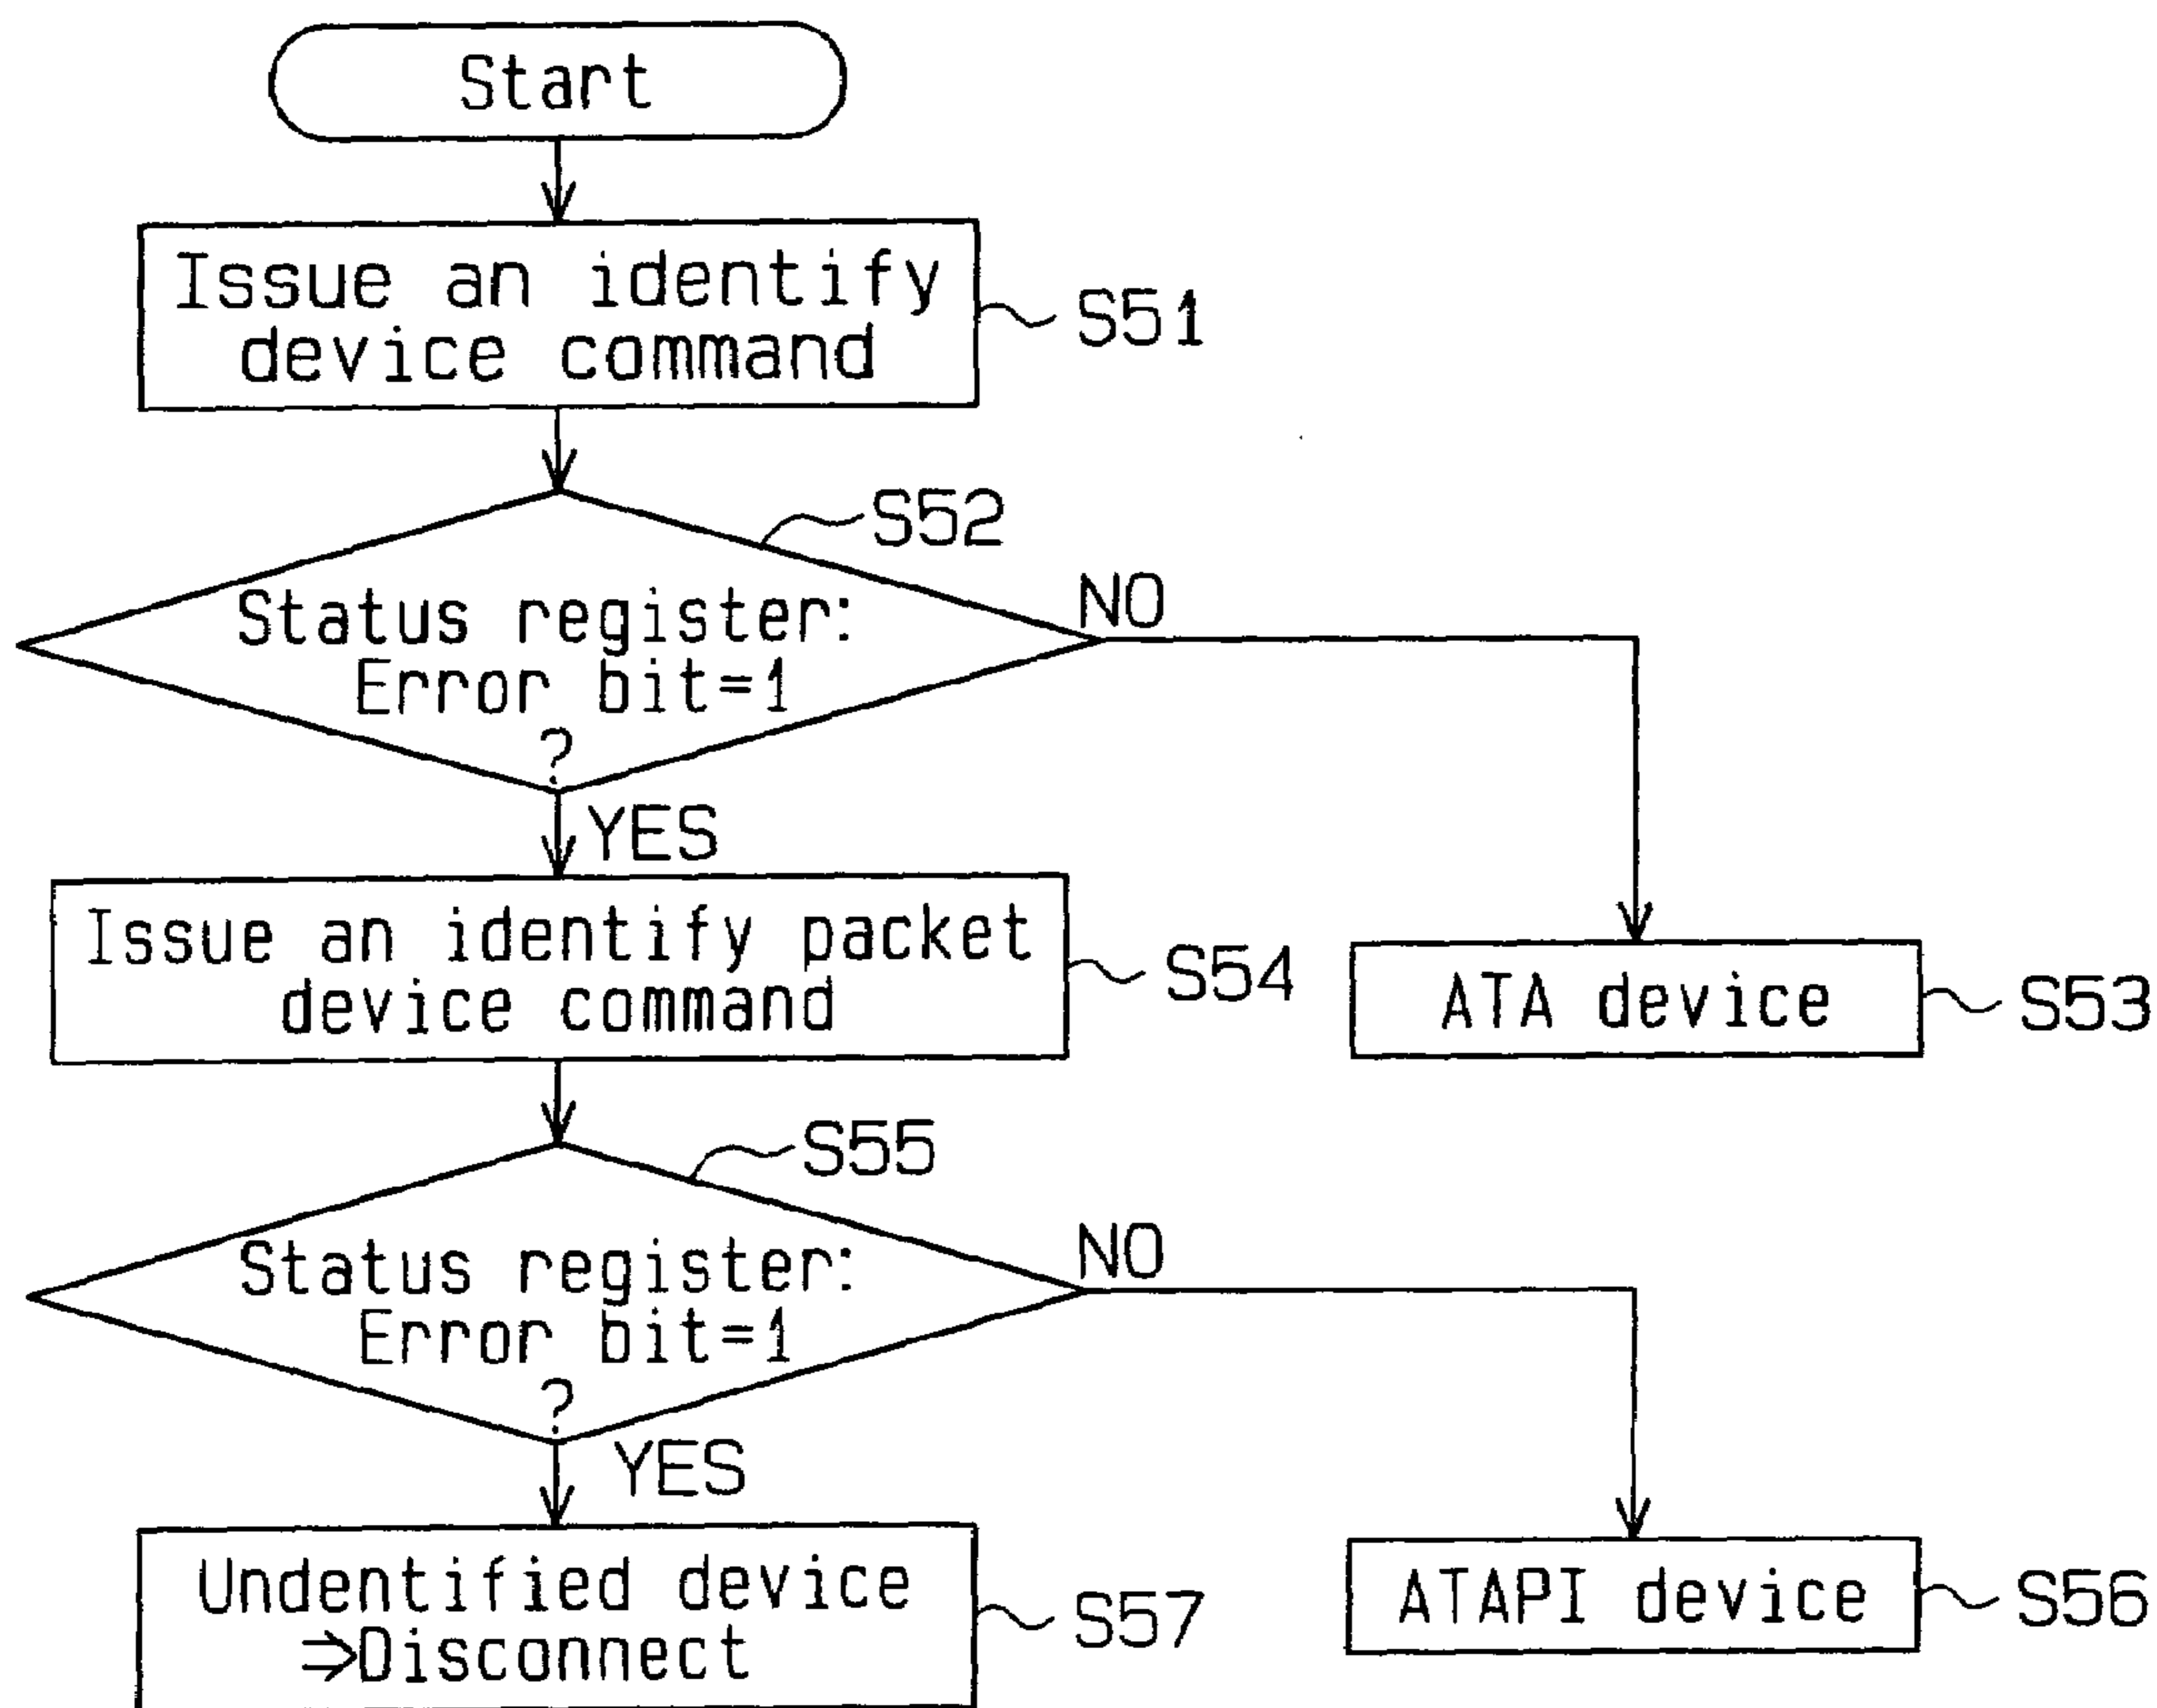 Start
Issue an identify
device command
S51
S52
Status register:
Error bit=1
?
NO
YES
Issue an identify packet
device command
S54
ATA device
S53
S55
Status register:
Error bit=1
?
NO
YES
Undentified device
⇒Disconnect
S57
ATAPI device
S56